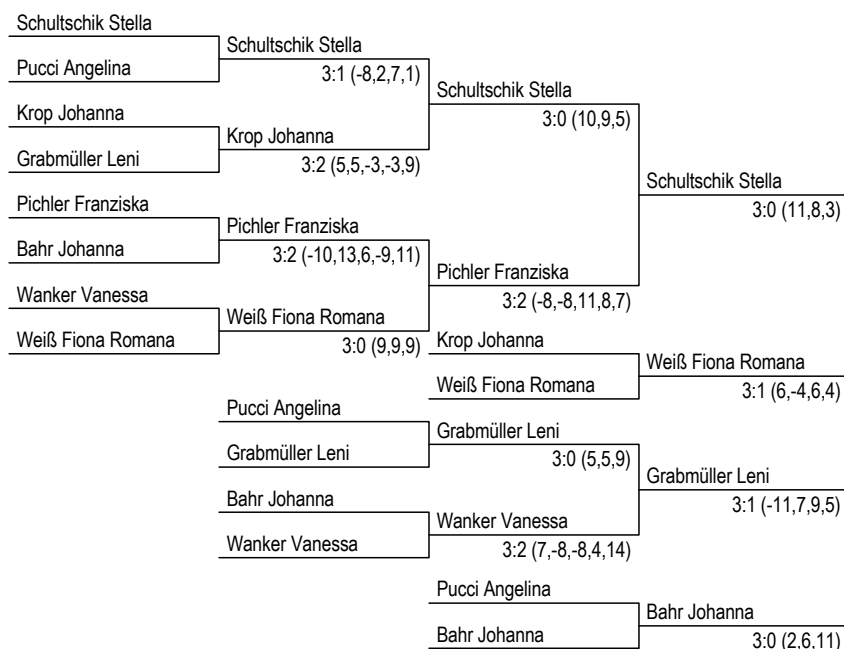 Schultschik Stella
Schultschik Stella
Pucci Angelina
3:1 (-8,2,7,1)
Schultschik Stella
Krop Johanna
3:0 (10,9,5)
Krop Johanna
Grabmüller Leni
3:2 (5,5,-3,-3,9)
Schultschik Stella
Pichler Franziska
3:0 (11,8,3)
Pichler Franziska
Bahr Johanna
3:2 (-10,13,6,-9,11)
Pichler Franziska
Wanker Vanessa
3:2 (-8,-8,11,8,7)
Weiß Fiona Romana
Weiß Fiona Romana
3:0 (9,9,9)
Krop Johanna
Weiß Fiona Romana
Weiß Fiona Romana
3:1 (6,-4,6,4)
Pucci Angelina
Grabmüller Leni
Grabmüller Leni
3:0 (5,5,9)
Grabmüller Leni
Bahr Johanna
3:1 (-11,7,9,5)
Wanker Vanessa
Wanker Vanessa
3:2 (7,-8,-8,4,14)
Pucci Angelina
Bahr Johanna
Bahr Johanna
3:0 (2,6,11)